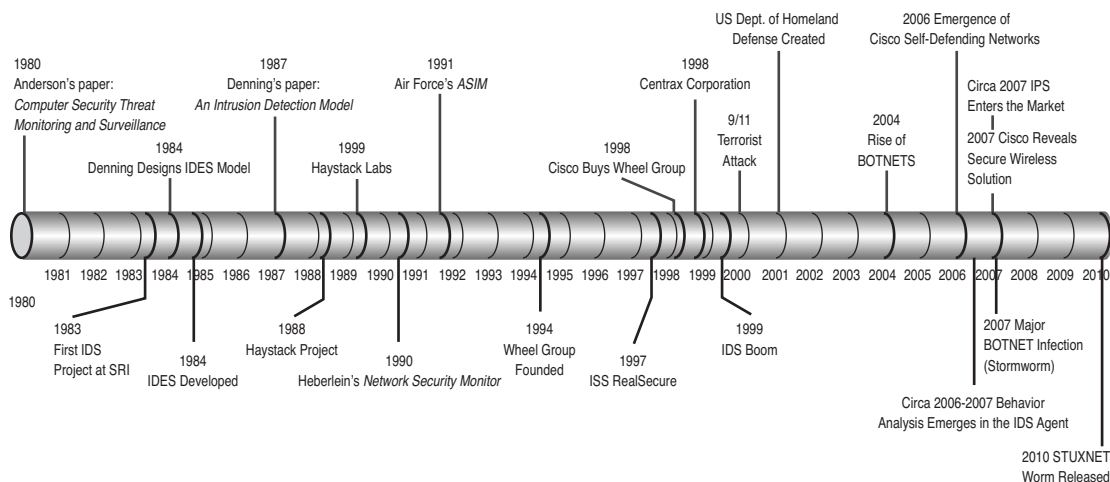 1980
Anderson's paper:
Computer Security Threat
Monitoring and Surveillance
1984
Denning Designs IDES Model
1987
Denning's paper:
An Intrusion Detection Model
1999
Haystack Labs
1991
Air Force's ASIM
1998
Cisco Buys Wheel Group
1998
Centrax Corporation
9/11
Terrorist
Attack
US Dept. of Homeland
Defense Created
2004
Rise of
BOTNETS
2006 Emergence of
Cisco Self-Defending Networks
Circa 2007 IPS
Enters the Market
2007 Cisco Reveals
Secure Wireless
Solution
1981 1982 1983 1984 1985 1986 1987 1988 1989 1990 1991 1992 1993 1994 1995 1996 1997 1998 1999 2000 2001 2002 2003 2004 2005 2006 2007 2008 2009 2010
1980
1983
First IDS
Project at SRI
1984
IDES Developed
1988
Haystack Project
1990
Heberlein's Network Security Monitor
1994
Wheel Group
Founded
1997
ISS RealSecure
1999
IDS Boom
Circa 2006-2007 Behavior
Analysis Emerges in the IDS Agent
2007 Major
BOTNET Infection
(Stormworm)
2010 STUXNET
Worm Released